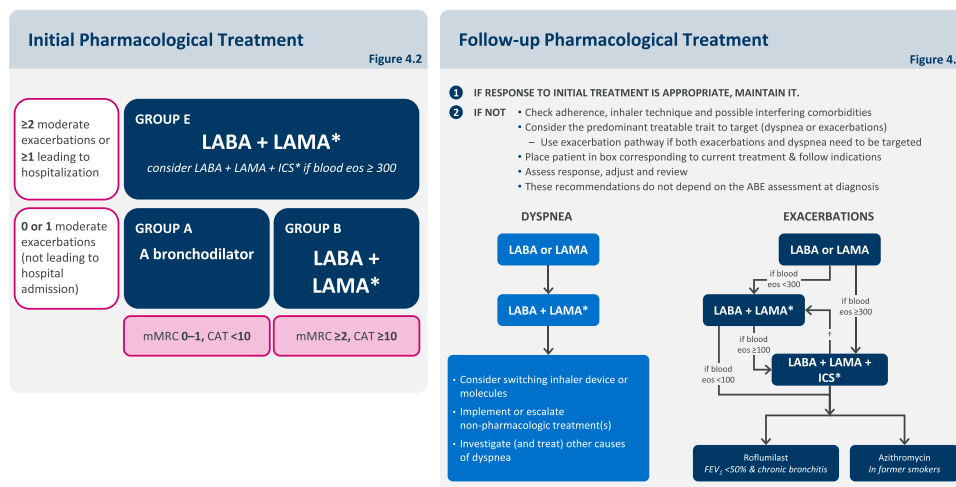 Initial Pharmacological Treatment
Figure 4.2
≥2 moderate
exacerbations or
≥1 leading to
hospitalization
GROUP E
LABA + LAMA*
consider LABA + LAMA + ICS* if blood eos ≥ 300
0 or 1 moderate
exacerbations
(not leading to
hospital
admission)
GROUP A
A bronchodilator
GROUP B
LABA +
LAMA*
mMRC 0–1, CAT <10
mMRC ≥2, CAT ≥10
Follow-up Pharmacological Treatment
Figure 4.
1 IF RESPONSE TO INITIAL TREATMENT IS APPROPRIATE, MAINTAIN IT.
2 IF NOT • Check adherence, inhaler technique and possible interfering comorbidities
• Consider the predominant treatable trait to target (dyspnea or exacerbations)
– Use exacerbation pathway if both exacerbations and dyspnea need to be targeted
• Place patient in box corresponding to current treatment & follow indications
• Assess response, adjust and review
• These recommendations do not depend on the ABE assessment at diagnosis
DYSPNEA
LABA or LAMA
LABA + LAMA*
• Consider switching inhaler device or
molecules
• Implement or escalate
non-pharmacologic treatment(s)
• Investigate (and treat) other causes
of dyspnea
EXACERBATIONS
LABA or LAMA
if blood
eos <300
if blood
eos ≥300
LABA + LAMA*
†
if blood
eos ≥100
if blood
eos <100
LABA + LAMA +
ICS*
Roflumilast
FEV1 <50% & chronic bronchitis
Azithromycin
In former smokers